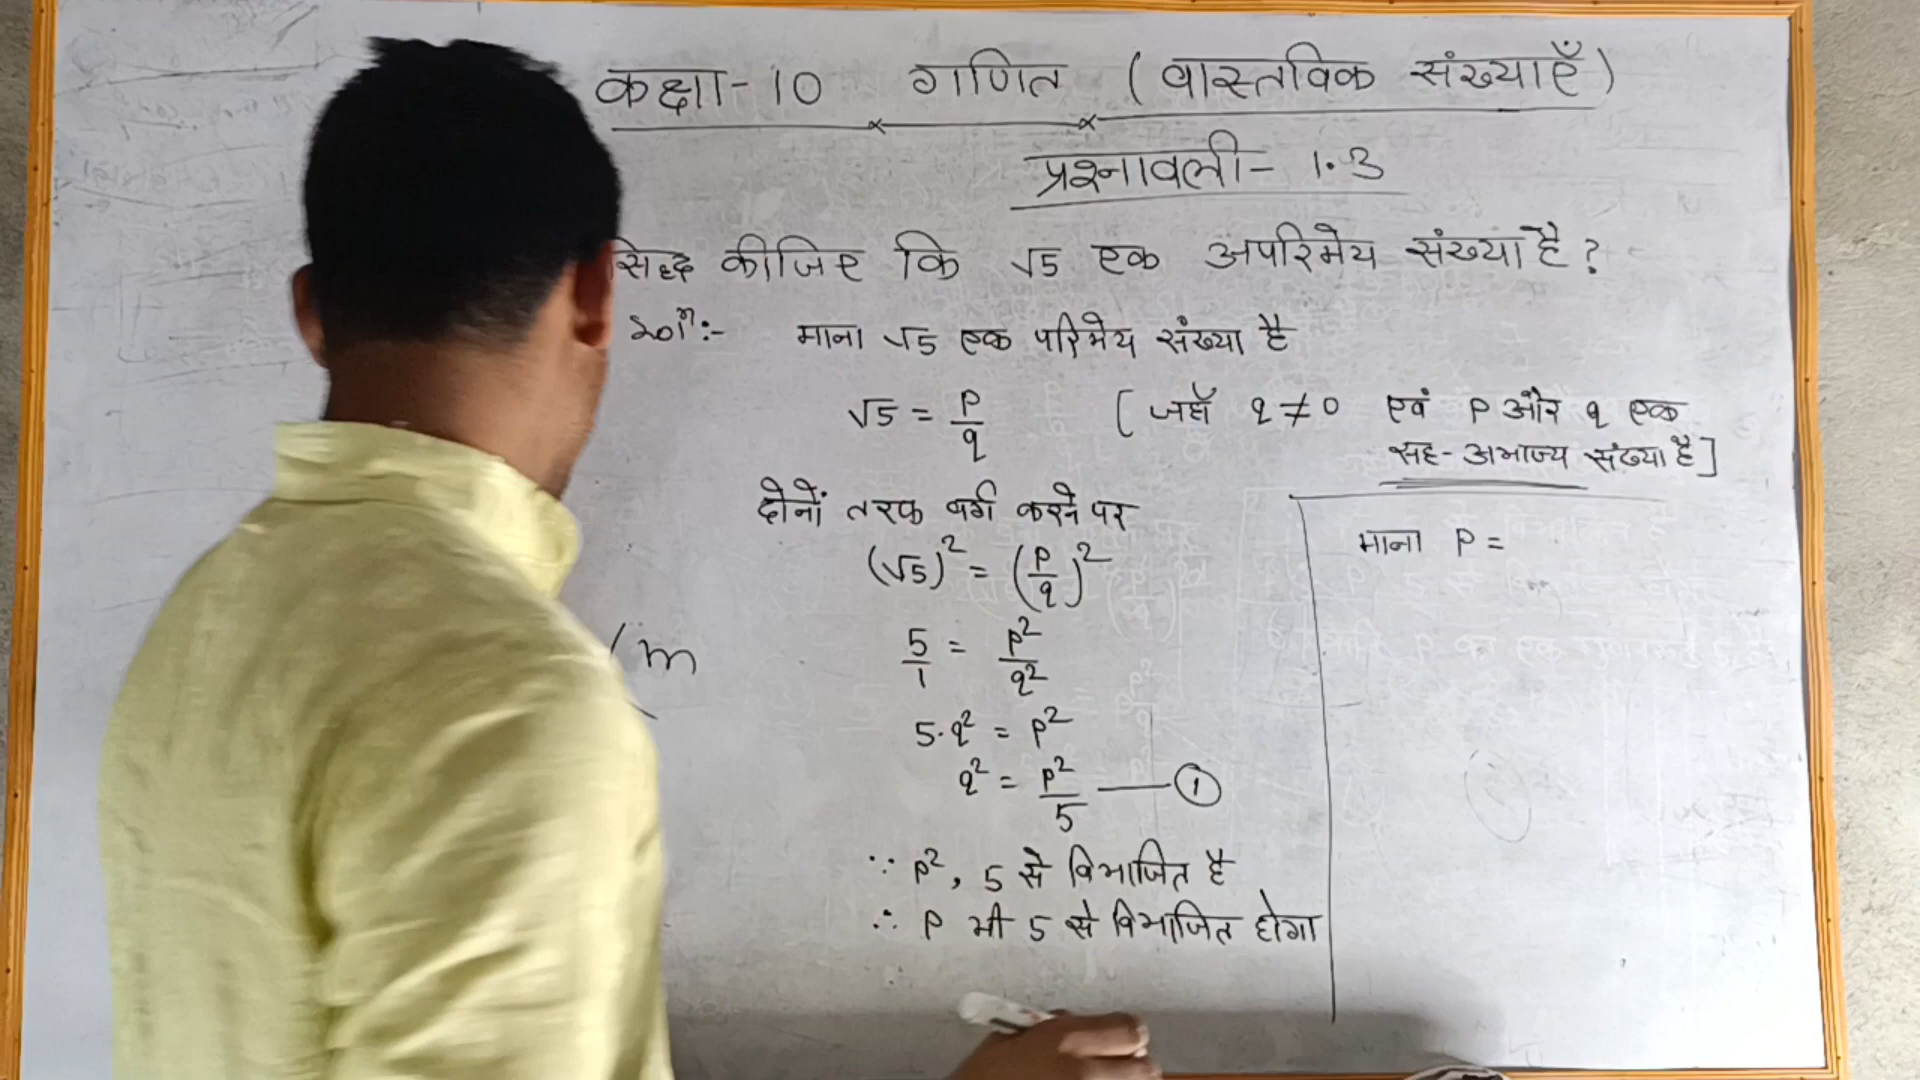 कक्षा-10 गणित (वास्तविक संख्याएँ)
प्रश्नावली- 1.3
सिद्ध कीजिए कि √5 एक अपरिमेय संख्या है ?
Solⁿ:- माना √5 एक परिमेय संख्या है
√5 = p/q [जहाँ q ≠ 0 एवं p और q एक
सह-अभाज्य संख्या है]
दोनों तरफ वर्ग करने पर
(√5)² = (p/q)²
5/1 = p²/q²
5·q² = p²
q² = p²/5 —— ①
∵ p², 5 से विभाजित है
∴ p भी 5 से विभाजित होगा
माना p =